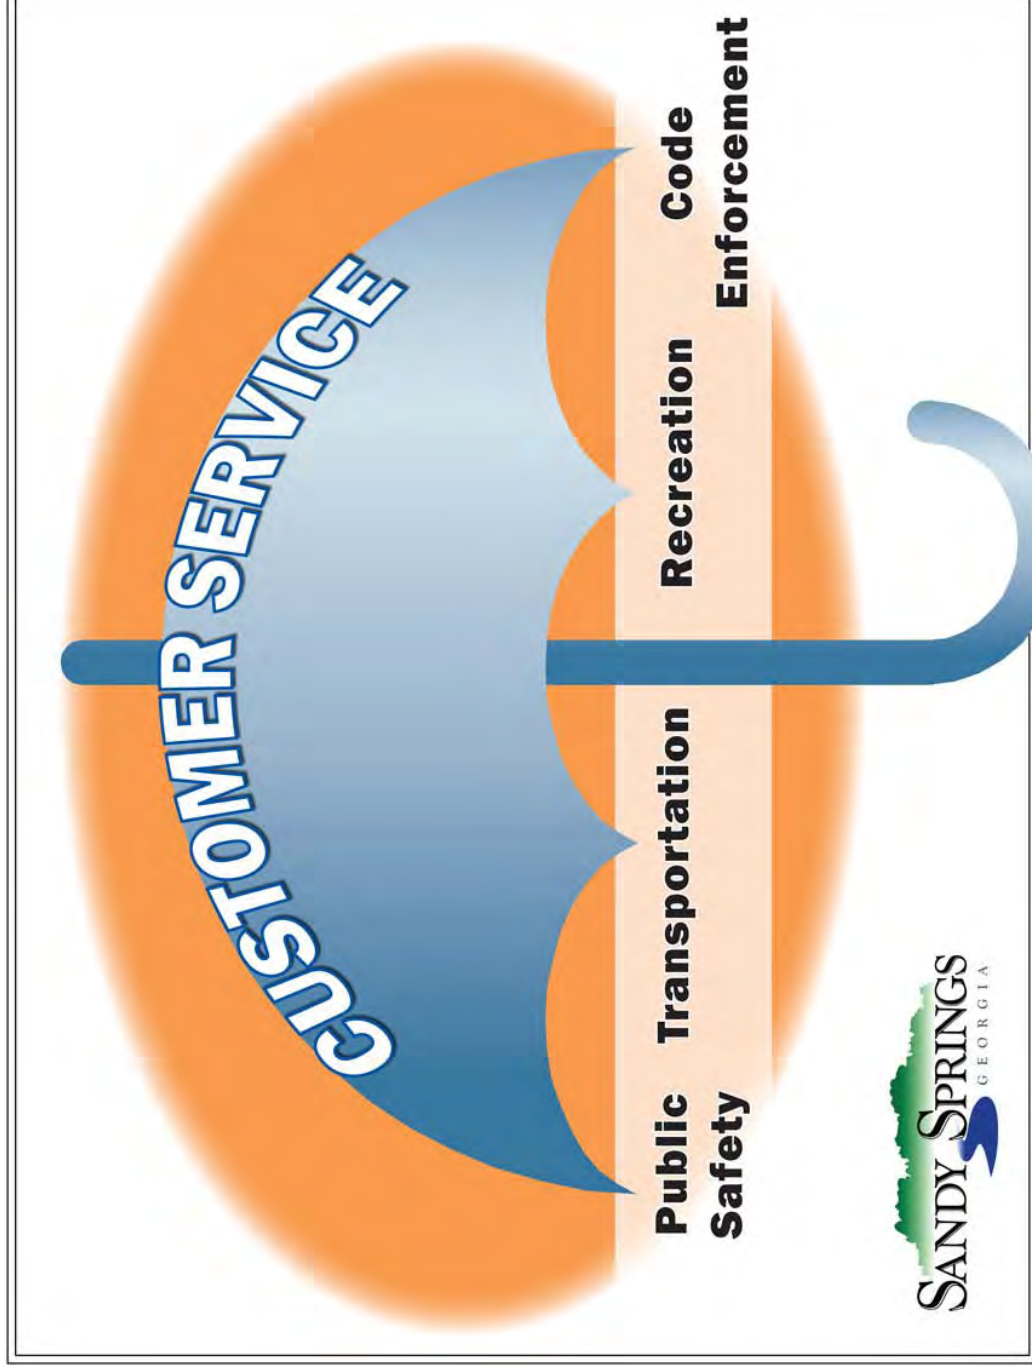 CUSTOMER SERVICE
Public Transportation Recreation Code
Safety Enforcement
SANDY SPRINGS
GEORGIA